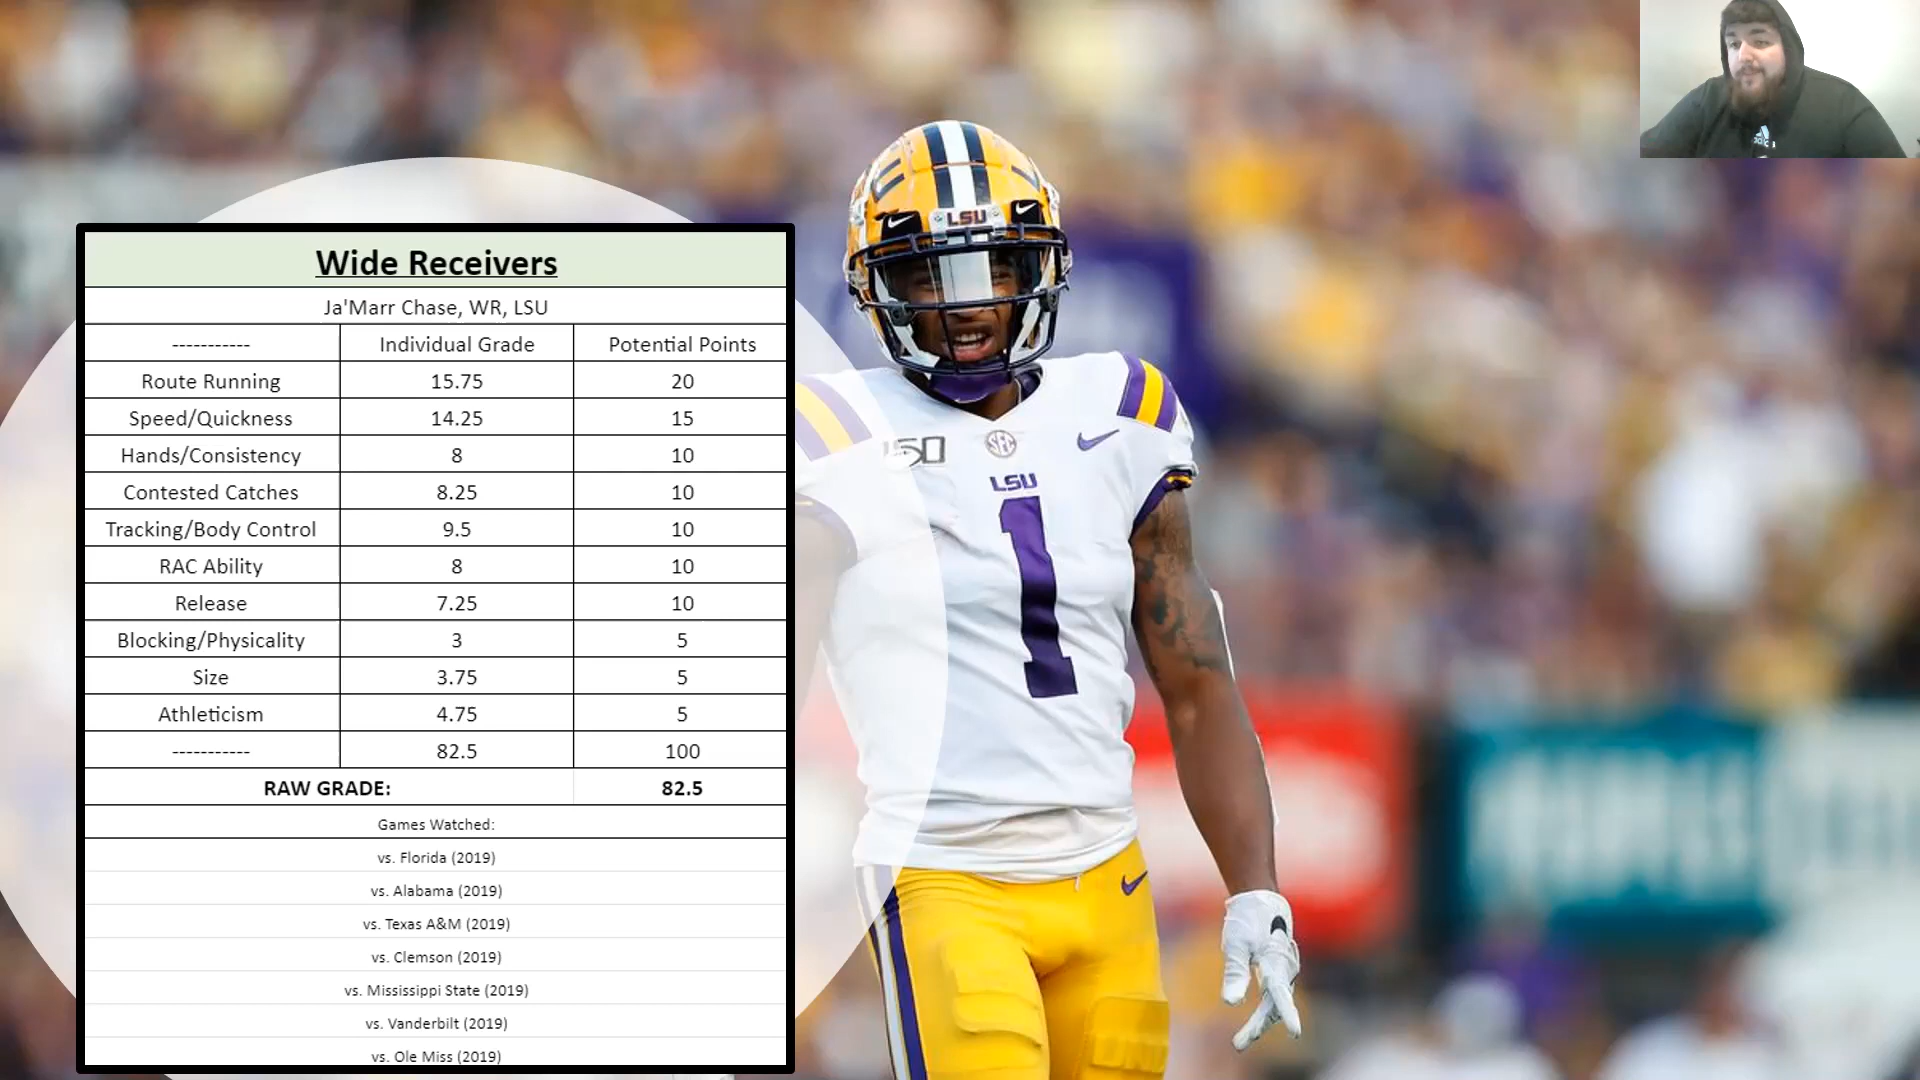 Wide Receivers
Ja'Marr Chase, WR, LSU
----------- Individual Grade Potential Points
Route Running 15.75 20
Speed/Quickness 14.25 15
Hands/Consistency 8 10
Contested Catches 8.25 10
Tracking/Body Control 9.5 10
RAC Ability 8 10
Release 7.25 10
Blocking/Physicality 3 5
Size 3.75 5
Athleticism 4.75 5
----------- 82.5 100
RAW GRADE: 82.5
Games Watched:
vs. Florida (2019)
vs. Alabama (2019)
vs. Texas A&M (2019)
vs. Clemson (2019)
vs. Mississippi State (2019)
vs. Vanderbilt (2019)
vs. Ole Miss (2019)
LSU
150
SEC
LSU
1
adidas